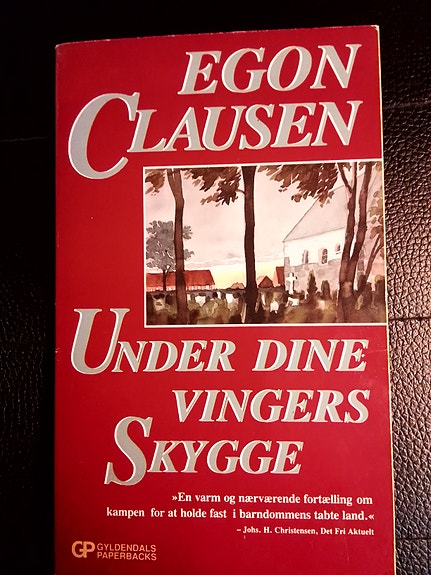 EGON
CLAUSEN
UNDER DINE
VINGERS
SKYGGE
»En varm og nærværende fortælling om
kampen for at holde fast i barndommens tabte land.«
– Johs. H. Christensen, Det Fri Aktuelt
GP GYLDENDALS
PAPERBACKS